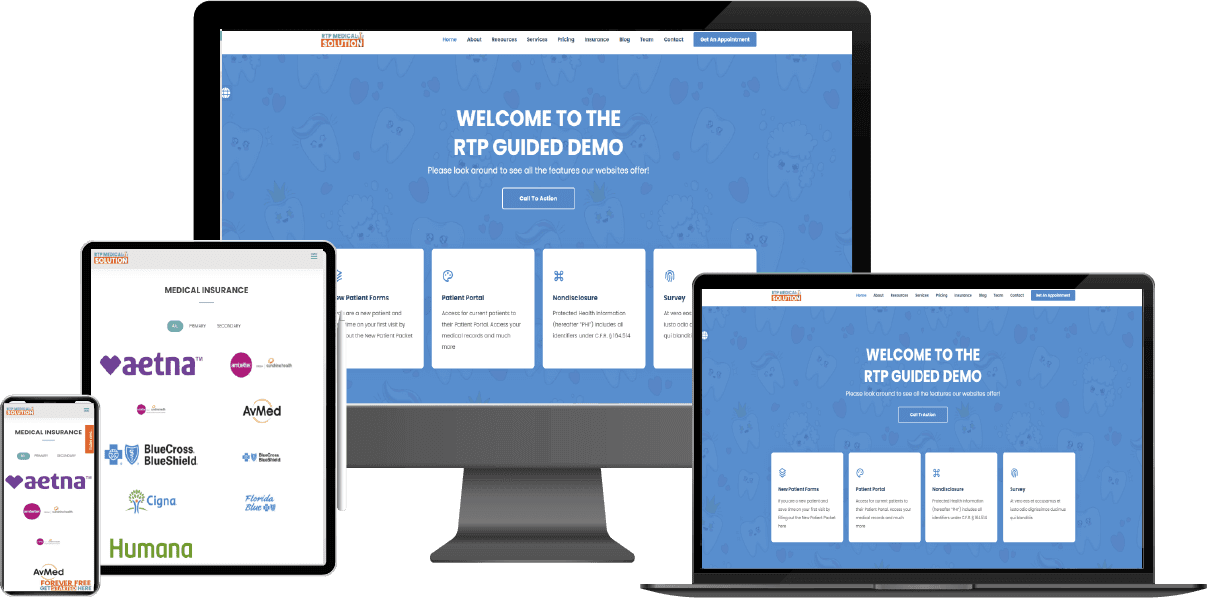 RTP MEDICAL
SOLUTION
Home About Resources Services Pricing Insurance Blog Team Contact Get An Appointment
WELCOME TO THE
RTP GUIDED DEMO
Please look around to see all the features our websites offer!
Call To Action
New Patient Forms
you are a new patient and
time on your first visit by
out the New Patient Packet
Patient Portal
Access for current patients to
their Patient Portal. Access your
medical records and much
more
Nondisclosure
Protected Health Information
(hereafter "PHI") includes all
identifiers under C.F.R. § 164.514
Survey
At vero eos
iusto odio
qui blandi
RTP MEDICAL
SOLUTION
MEDICAL INSURANCE
ALL PRIMARY SECONDARY
aetna™
ambetter
sunshine health
AvMed
BlueCross
BlueShield
BlueCross
BlueShield
Cigna
Florida
Blue
Humana
RTP MEDICAL
SOLUTION
MEDICAL INSURANCE
ALL PRIMARY SECONDARY
aetna™
AvMed
FOREVER FREE
GET STARTED HERE
RTP MEDICAL
SOLUTION
Home About Resources Services Pricing Insurance Blog Team Contact Get An Appointment
WELCOME TO THE
RTP GUIDED DEMO
Please look around to see all the features our websites offer!
Call To Action
New Patient Forms
If you are a new patient and
save time on your first visit by
filling out the New Patient Packet
here
Patient Portal
Access for current patients to
their Patient Portal. Access your
medical records and much
more
Nondisclosure
Protected Health Information
(hereafter "PHI") includes all
identifiers under C.F.R. § 164.514
Survey
At vero eos et accusamus et
iusto odio dignissimos ducimus
qui blanditiis